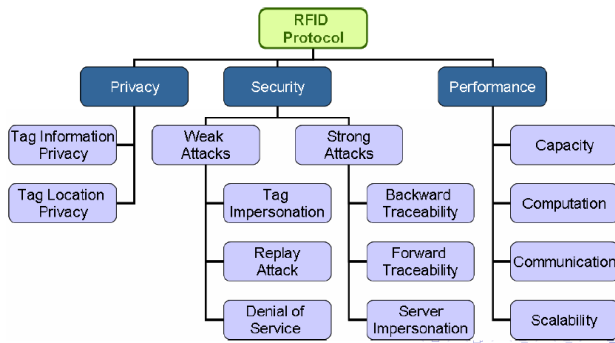 RFID
Protocol
Privacy
Security
Performance
Tag Information
Privacy
Tag Location
Privacy
Weak
Attacks
Strong
Attacks
Tag
Impersonation
Replay
Attack
Denial of
Service
Backward
Traceability
Forward
Traceability
Server
Impersonation
Capacity
Computation
Communication
Scalability